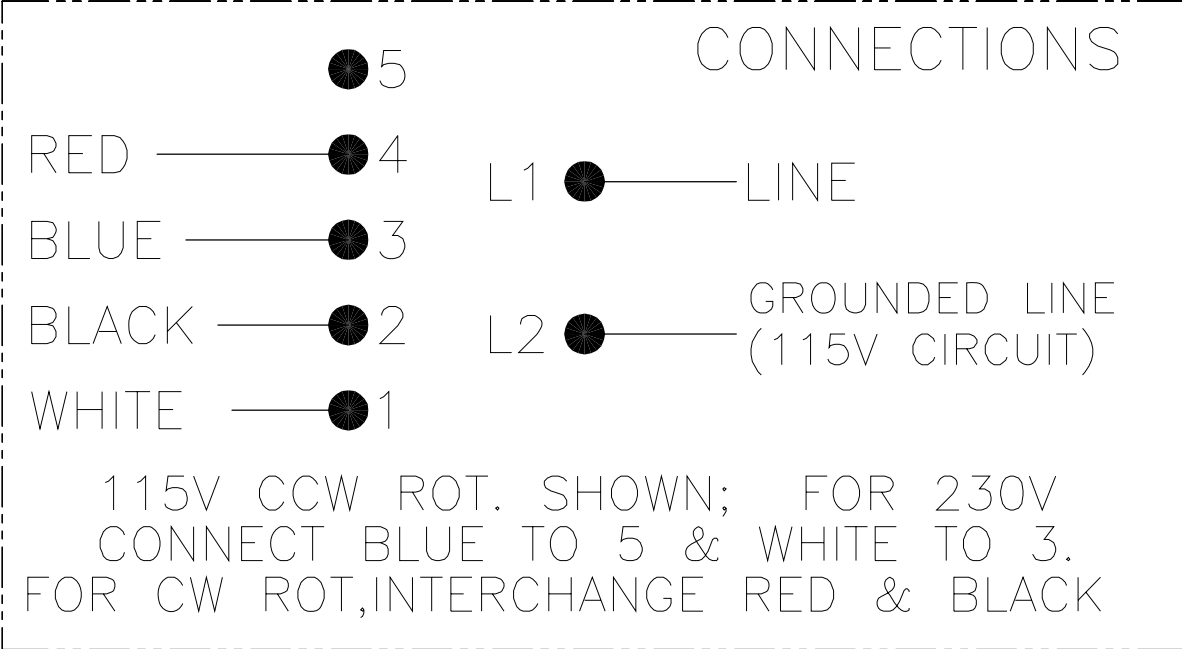 CONNECTIONS
5
RED 4
L1 LINE
BLUE 3
GROUNDED LINE
BLACK 2
L2 (115V CIRCUIT)
WHITE 1
115V CCW ROT. SHOWN; FOR 230V
CONNECT BLUE TO 5 & WHITE TO 3.
FOR CW ROT,INTERCHANGE RED & BLACK